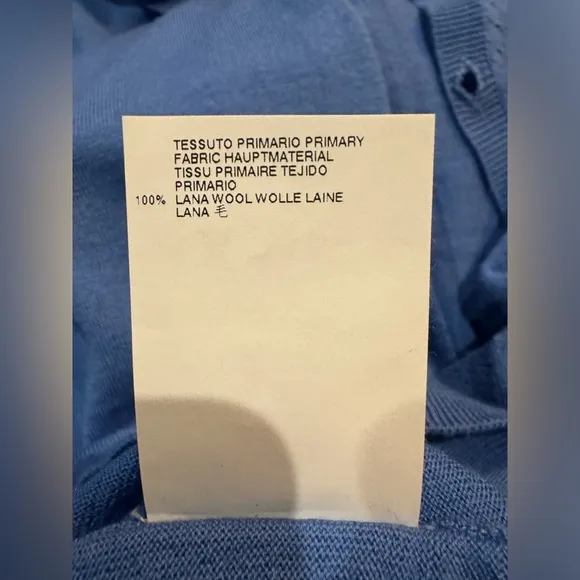 TESSUTO PRIMARIO PRIMARY
FABRIC HAUPTMATERIAL
TISSU PRIMAIRE TEJIDO
PRIMARIO
100% LANA WOOL WOLLE LAINE
LANA 毛